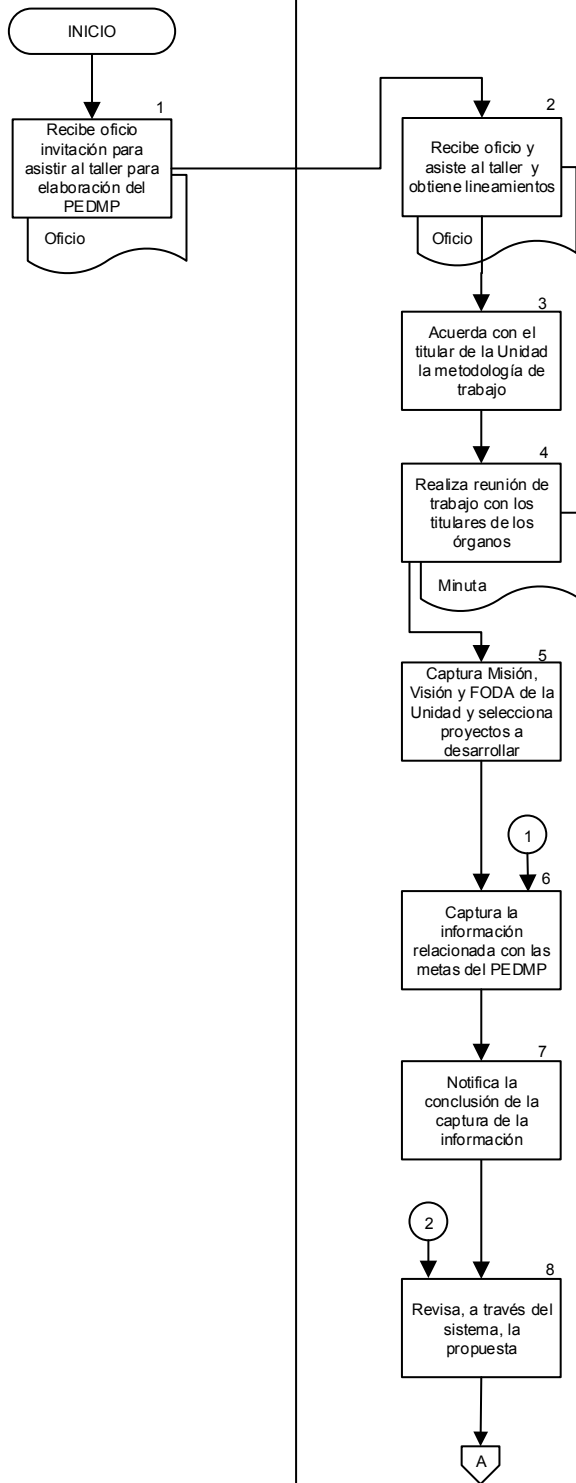 INICIO
1
Recibe oficio
invitación para
asistir al taller para
elaboración del
PEDMP
Oficio
2
Recibe oficio y
asiste al taller y
obtiene lineamientos
Oficio
3
Acuerda con el
titular de la Unidad
la metodología de
trabajo
4
Realiza reunión de
trabajo con los
titulares de los
órganos
Minuta
5
Captura Misión,
Visión y FODA de la
Unidad y selecciona
proyectos a
desarrollar
1
6
Captura la
información
relacionada con las
metas del PEDMP
7
Notifica la
conclusión de la
captura de la
información
2
8
Revisa, a través del
sistema, la
propuesta
A